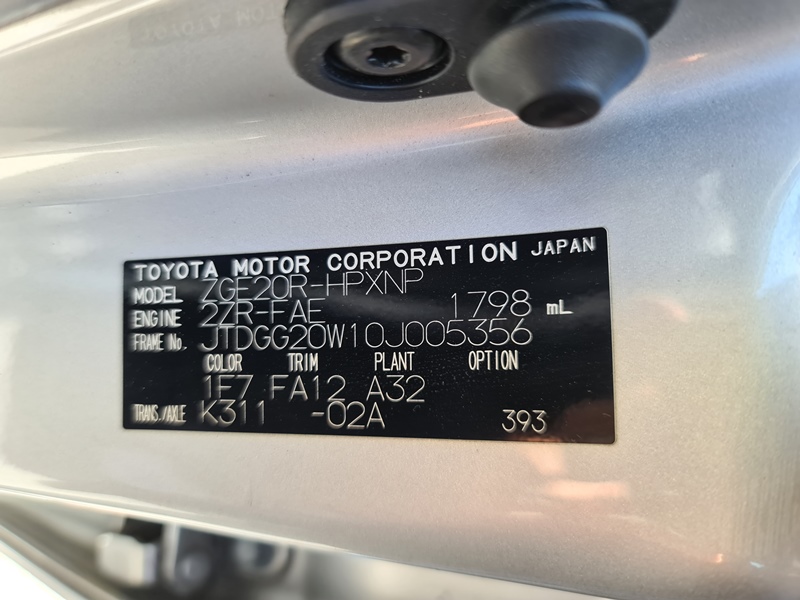 TOYOTA MOTOR CORPORATION JAPAN
MODEL ZGE20R-HPXNP
ENGINE 2ZR-FAE 1798 mL
FRAME No. JTDGG20W10J005356
COLOR TRIM PLANT OPTION
1F7 FA12 A32
TRANS./AXLE K311 -02A 393